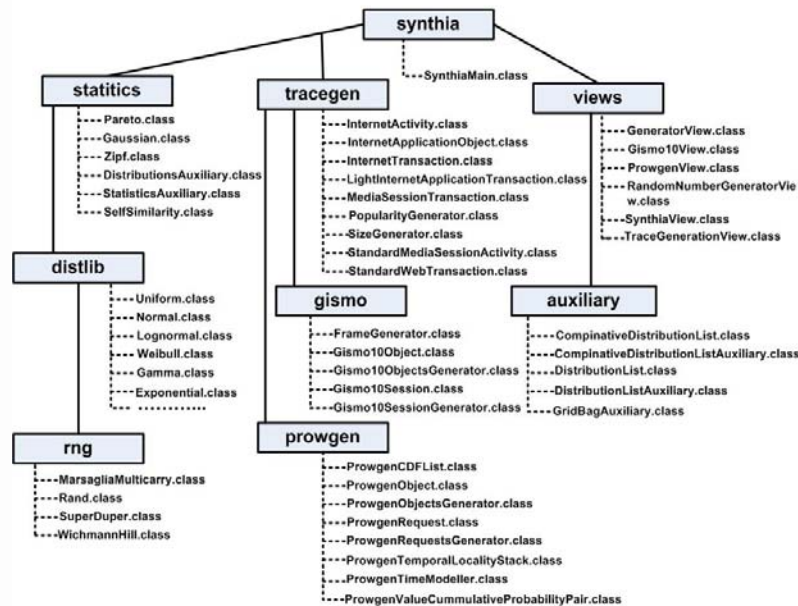 synthia
SynthiaMain.class
statitics
Pareto.class
Gaussian.class
Zipf.class
DistributionsAuxiliary.class
StatisticsAuxiliary.class
SelfSimilarity.class
tracegen
InternetActivity.class
InternetApplicationObject.class
InternetTransaction.class
LightInternetApplicationTransaction.class
MediaSessionTransaction.class
PopularityGenerator.class
SizeGenerator.class
StandardMediaSessionActivity.class
StandardWebTransaction.class
views
GeneratorView.class
Gismo10View.class
ProwgenView.class
RandomNumberGeneratorVie
w.class
SynthiaView.class
TraceGenerationView.class
distlib
Uniform.class
Normal.class
Lognormal.class
Weibull.class
Gamma.class
Exponential.class
gismo
FrameGenerator.class
Gismo10Object.class
Gismo10ObjectsGenerator.class
Gismo10Session.class
Gismo10SessionGenerator.class
auxiliary
CompinativeDistributionList.class
CompinativeDistributionListAuxiliary.class
DistributionList.class
DistributionListAuxiliary.class
GridBagAuxiliary.class
rng
MarsagliaMulticarry.class
Rand.class
SuperDuper.class
WichmannHill.class
prowgen
ProwgenCDFList.class
ProwgenObject.class
ProwgenObjectsGenerator.class
ProwgenRequest.class
ProwgenRequestsGenerator.class
ProwgenTemporalLocalityStack.class
ProwgenTimeModeller.class
ProwgenValueCummulativeProbabilityPair.class